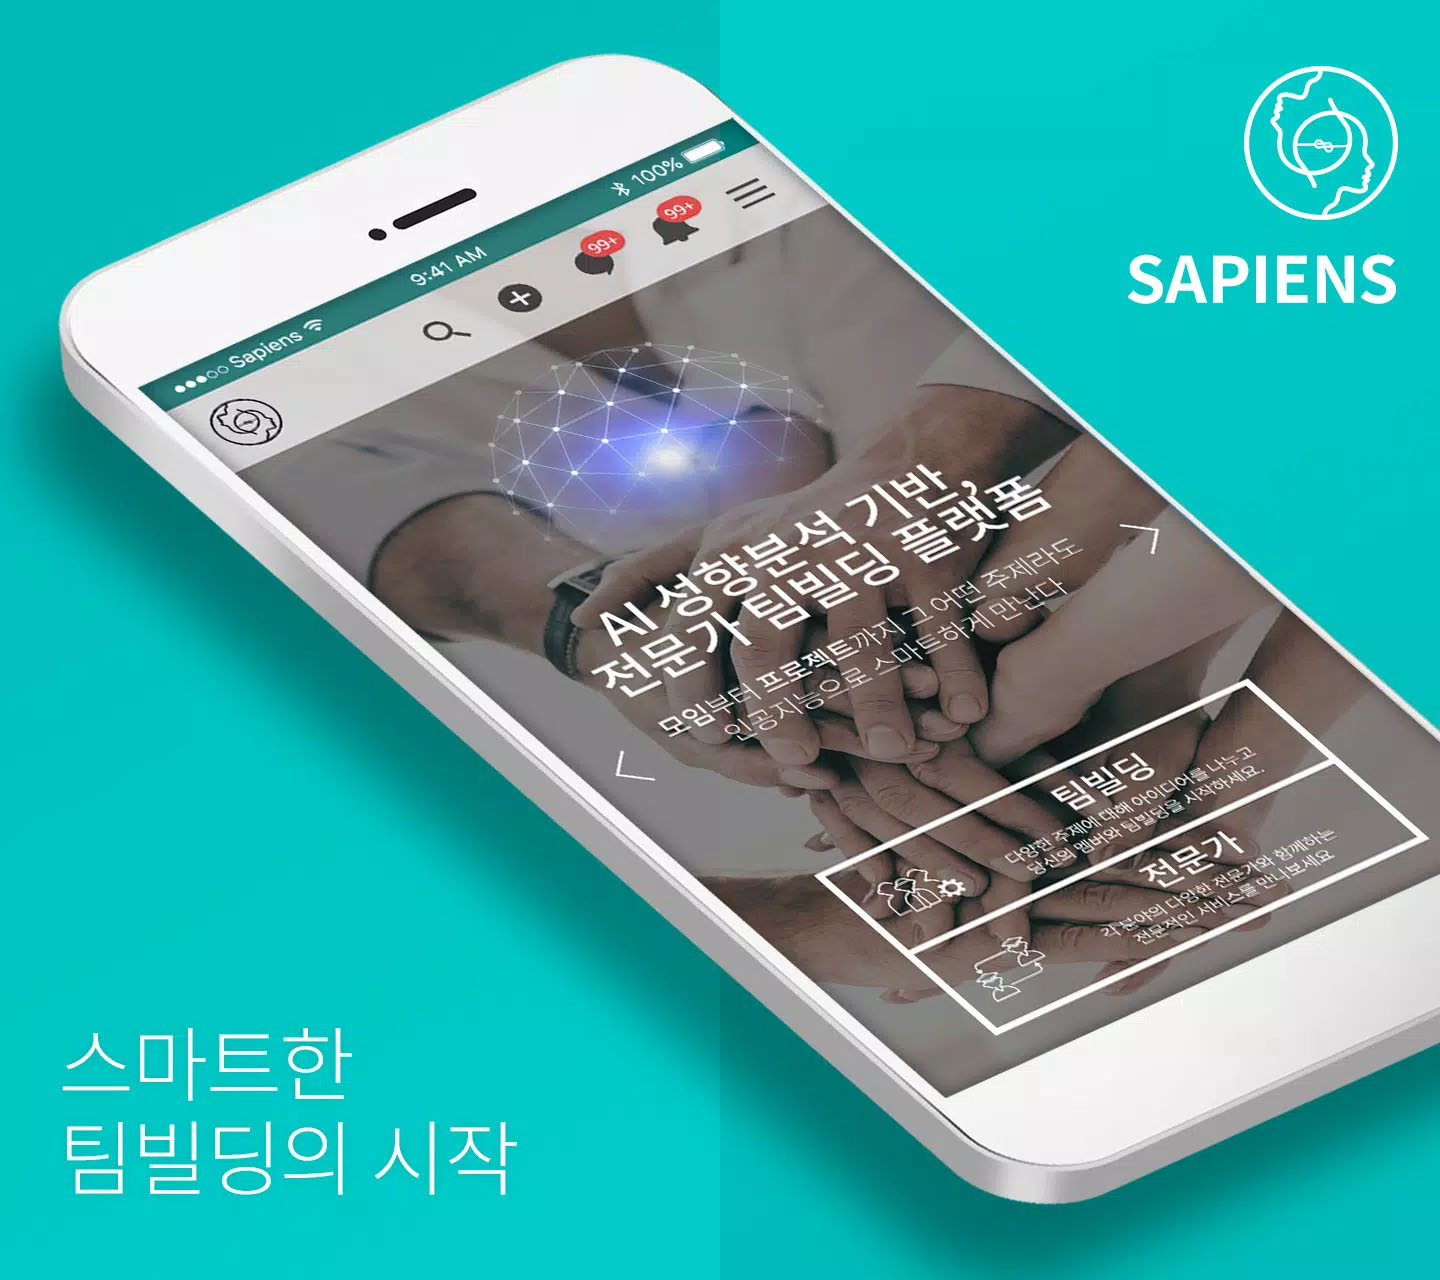 SAPIENS
●●●○○ Sapiens
9:41 AM
100%
99+
99+
AI 성향분석 기반,
전문가 팀빌딩 플랫폼
모임부터 프로젝트까지 그 어떤 주제라도
인공지능으로 스마트하게 만난다
팀빌딩
다양한 주제에 대해 아이디어를 나누고
당신의 멤버와 팀빌딩을 시작하세요.
전문가
각 분야의 다양한 전문가와 함께하는
전문적인 서비스를 만나보세요
스마트한
팀빌딩의 시작